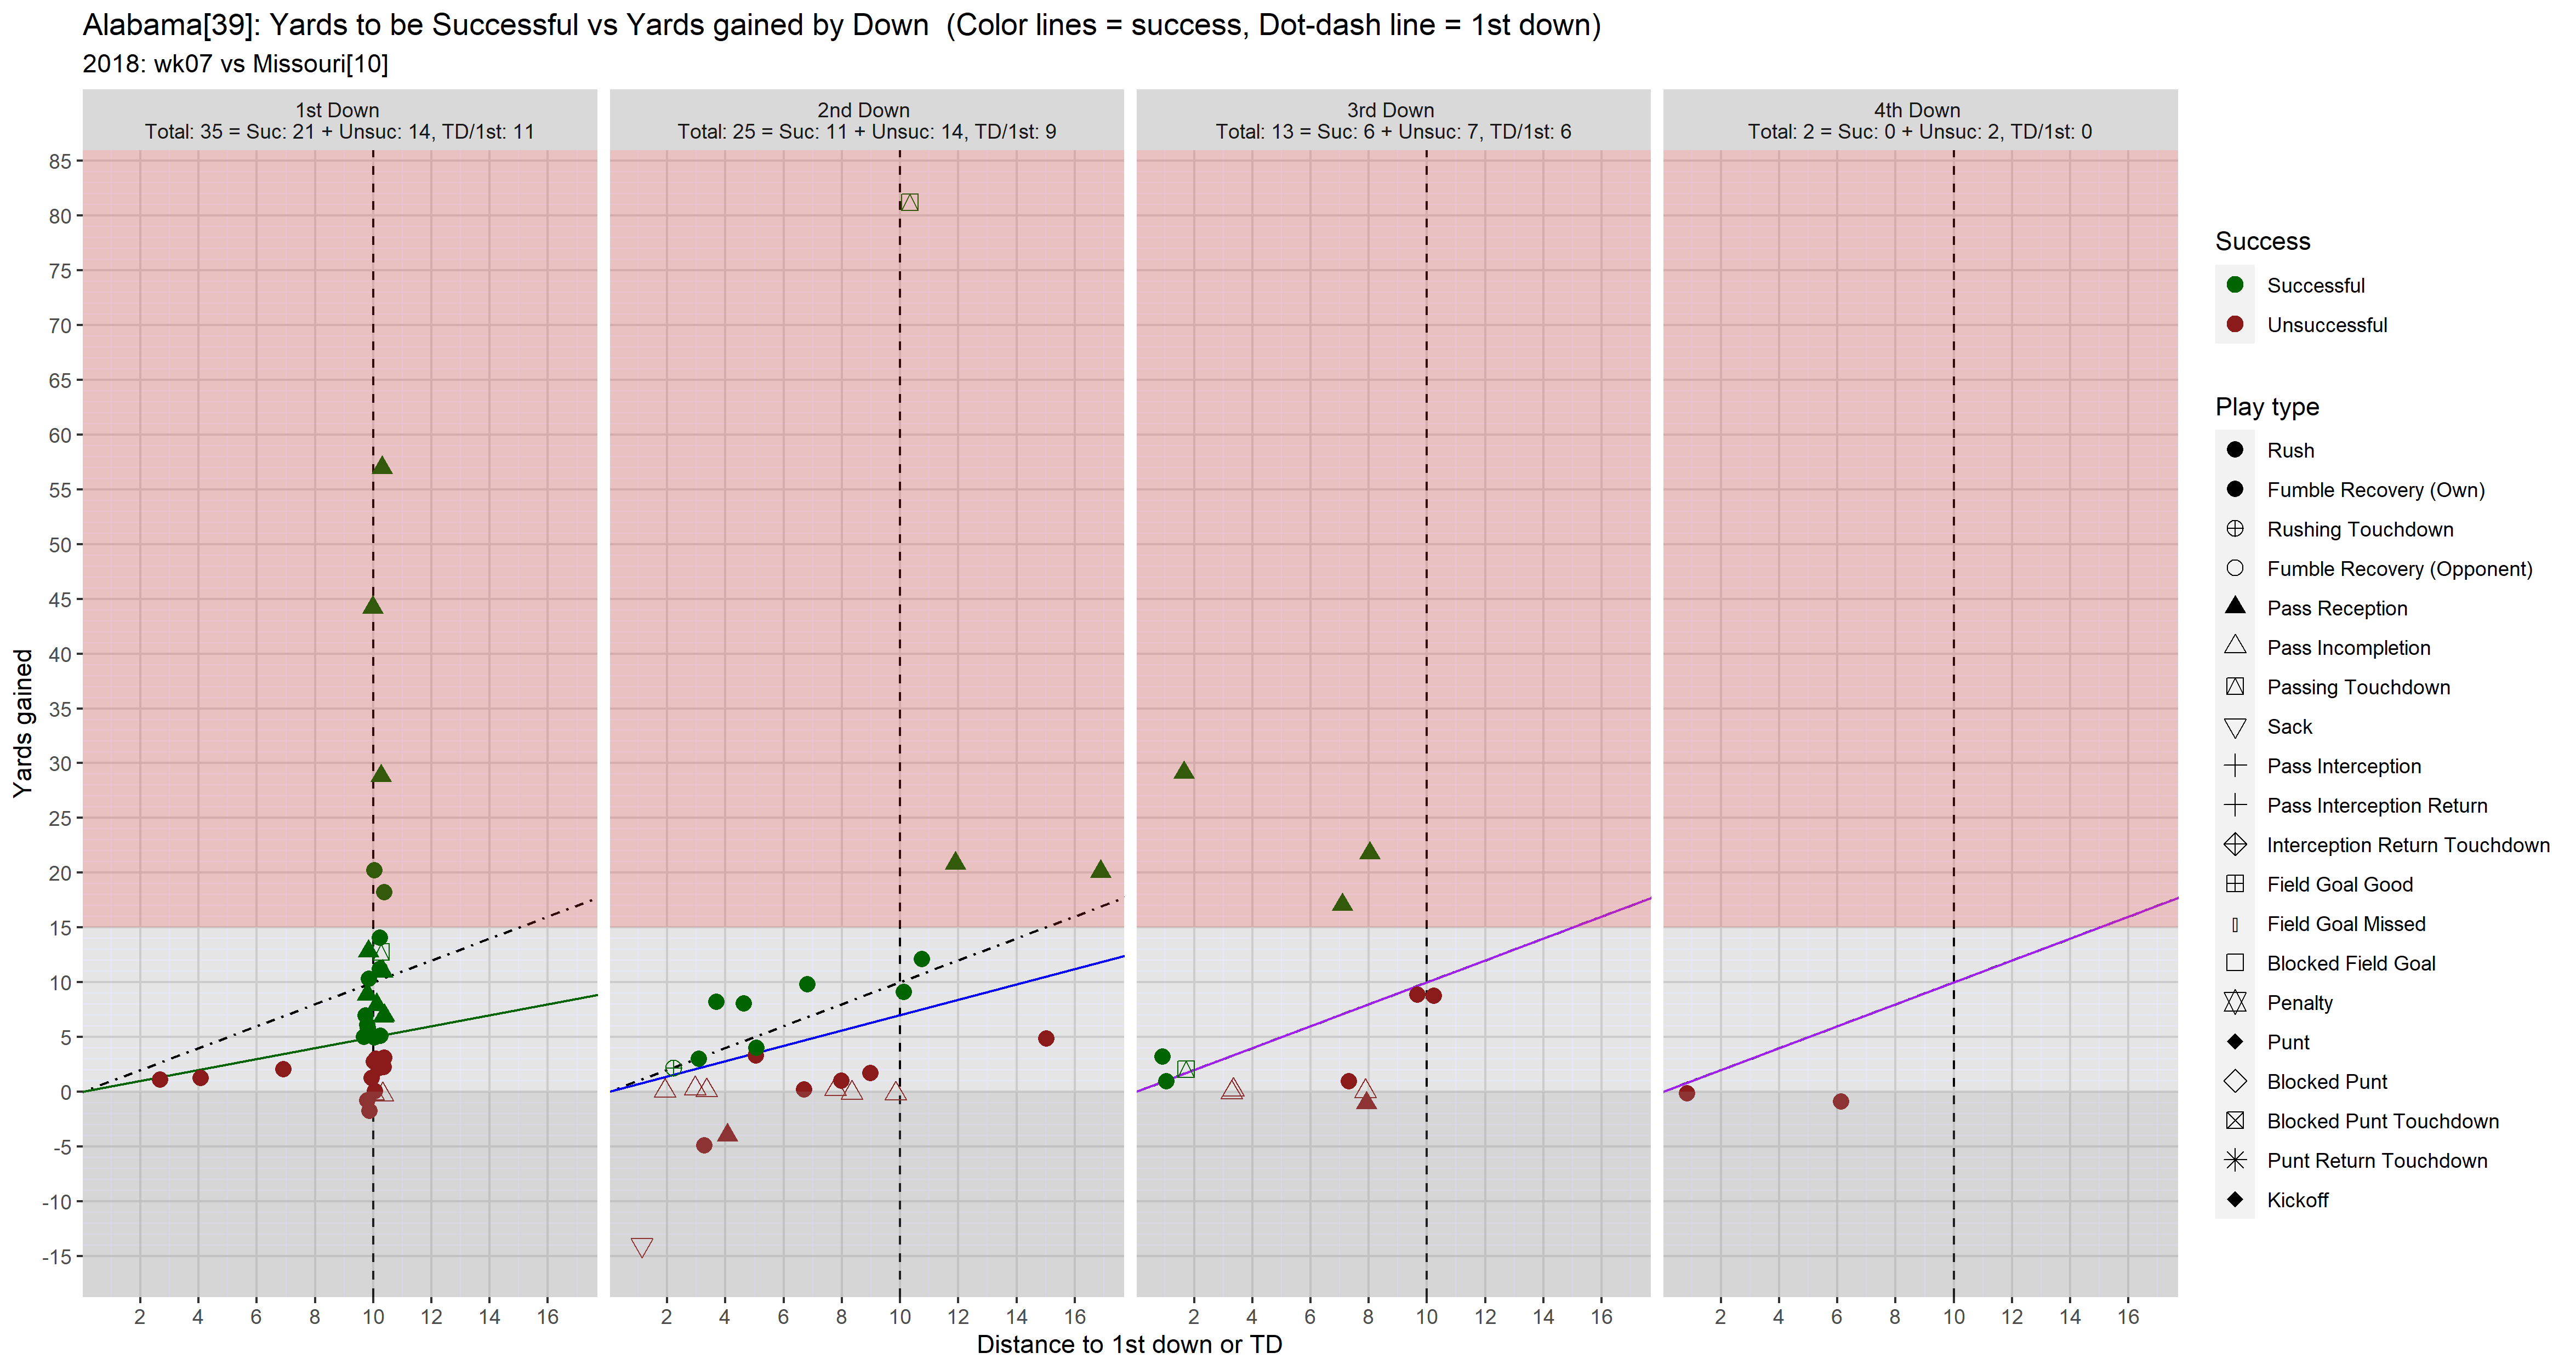 Alabama[39]: Yards to be Successful vs Yards gained by Down  (Color lines = success, Dot-dash line = 1st down)
2018: wk07 vs Missouri[10]
1st Down
Total: 35 = Suc: 21 + Unsuc: 14, TD/1st: 11
2nd Down
Total: 25 = Suc: 11 + Unsuc: 14, TD/1st: 9
3rd Down
Total: 13 = Suc: 6 + Unsuc: 7, TD/1st: 6
4th Down
Total: 2 = Suc: 0 + Unsuc: 2, TD/1st: 0
Yards gained
85
80
75
70
65
60
55
50
45
40
35
30
25
20
15
10
5
0
-5
-10
-15
2 4 6 8 10 12 14 16
2 4 6 8 10 12 14 16
2 4 6 8 10 12 14 16
2 4 6 8 10 12 14 16
Distance to 1st down or TD
Success
Successful
Unsuccessful
Play type
Rush
Fumble Recovery (Own)
Rushing Touchdown
Fumble Recovery (Opponent)
Pass Reception
Pass Incompletion
Passing Touchdown
Sack
Pass Interception
Pass Interception Return
Interception Return Touchdown
Field Goal Good
Field Goal Missed
Blocked Field Goal
Penalty
Punt
Blocked Punt
Blocked Punt Touchdown
Punt Return Touchdown
Kickoff